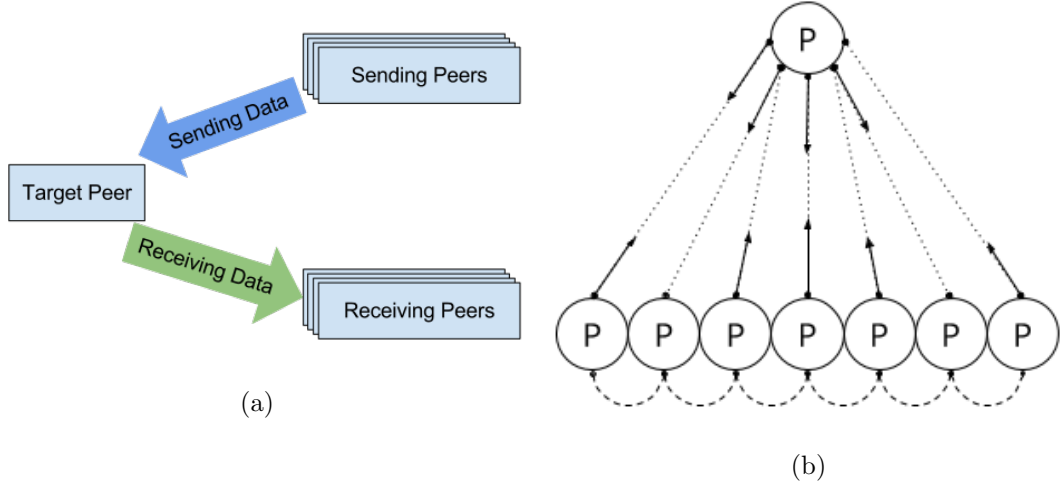 Sending Peers
Sending Data
Target Peer
Receiving Data
Receiving Peers
(a)
P
P P P P P P P
(b)